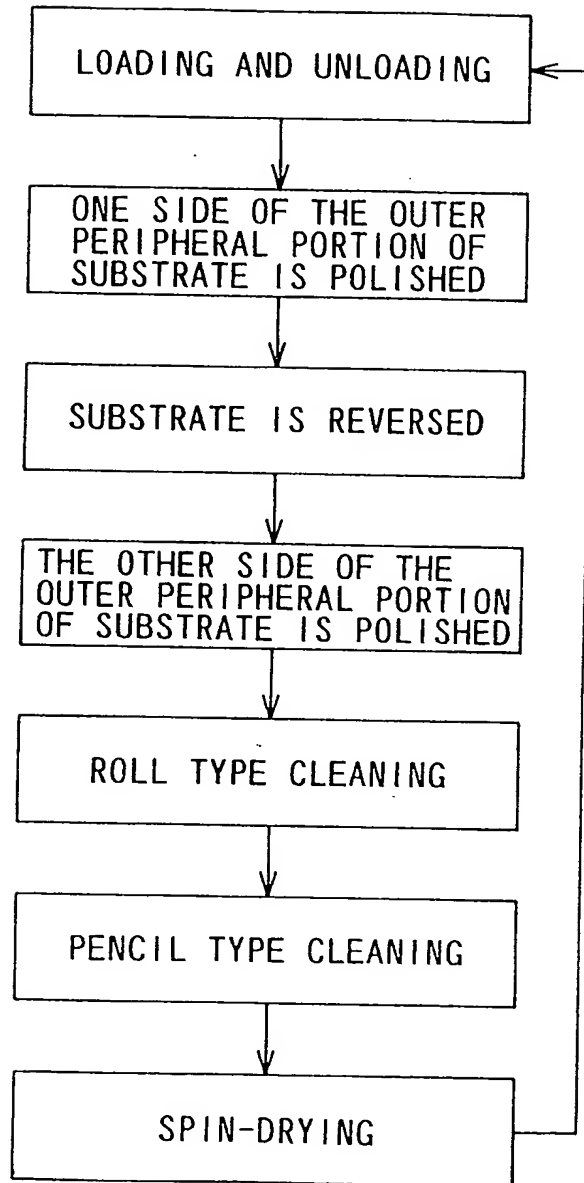 LOADING AND UNLOADING
ONE SIDE OF THE OUTER
PERIPHERAL PORTION OF
SUBSTRATE IS POLISHED
SUBSTRATE IS REVERSED
THE OTHER SIDE OF THE
OUTER PERIPHERAL PORTION
OF SUBSTRATE IS POLISHED
ROLL TYPE CLEANING
PENCIL TYPE CLEANING
SPIN-DRYING